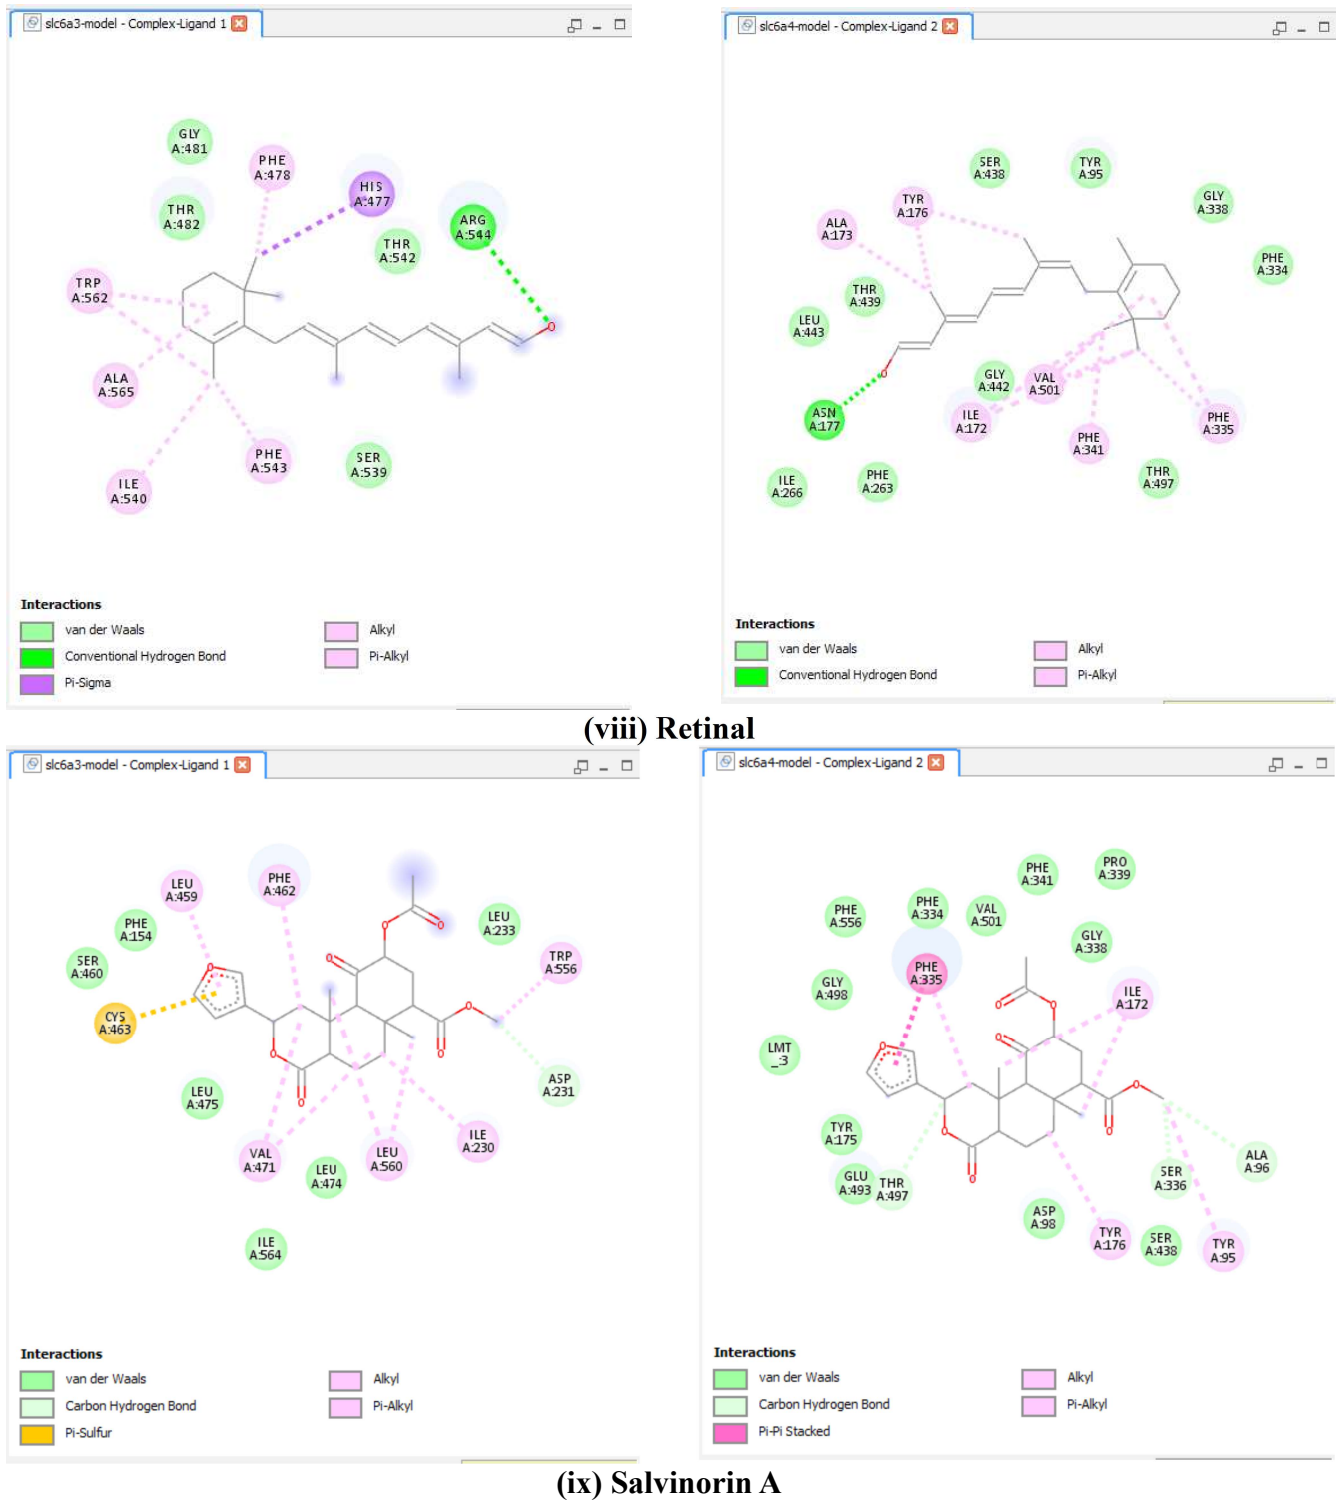 slc6a3-model - Complex-Ligand 1
GLY
A:481
PHE
A:478
HIS
A:477
THR
A:482
ARG
A:544
THR
A:542
TRP
A:562
ALA
A:565
PHE
A:543
SER
A:539
ILE
A:540
O
Interactions
van der Waals
Conventional Hydrogen Bond
Pi-Sigma
Alkyl
Pi-Alkyl
slc6a4-model - Complex-Ligand 2
SER
A:438
TYR
A:95
TYR
A:176
GLY
A:338
ALA
A:173
PHE
A:334
THR
A:439
LEU
A:443
GLY
A:442
VAL
A:501
O
ASN
A:177
ILE
A:172
PHE
A:335
PHE
A:341
ILE
A:266
PHE
A:263
THR
A:497
Interactions
van der Waals
Conventional Hydrogen Bond
Alkyl
Pi-Alkyl
(viii) Retinal
slc6a3-model - Complex-Ligand 1
LEU
A:459
PHE
A:462
PHE
A:154
LEU
A:233
SER
A:460
TRP
A:556
O
O
O
O
O
O
O
O
CYS
A:463
ASP
A:231
LEU
A:475
VAL
A:471
LEU
A:474
LEU
A:560
ILE
A:230
ILE
A:564
Interactions
van der Waals
Carbon Hydrogen Bond
Pi-Sulfur
Alkyl
Pi-Alkyl
slc6a4-model - Complex-Ligand 2
PHE
A:341
PRO
A:339
PHE
A:556
PHE
A:334
VAL
A:501
GLY
A:338
PHE
A:335
GLY
A:498
ILE
A:172
LMT
_:3
O
O
O
O
O
O
O
O
TYR
A:175
GLU
A:493
THR
A:497
ASP
A:98
TYR
A:176
SER
A:438
SER
A:336
ALA
A:96
TYR
A:95
Interactions
van der Waals
Carbon Hydrogen Bond
Pi-Pi Stacked
Alkyl
Pi-Alkyl
(ix) Salvinorin A